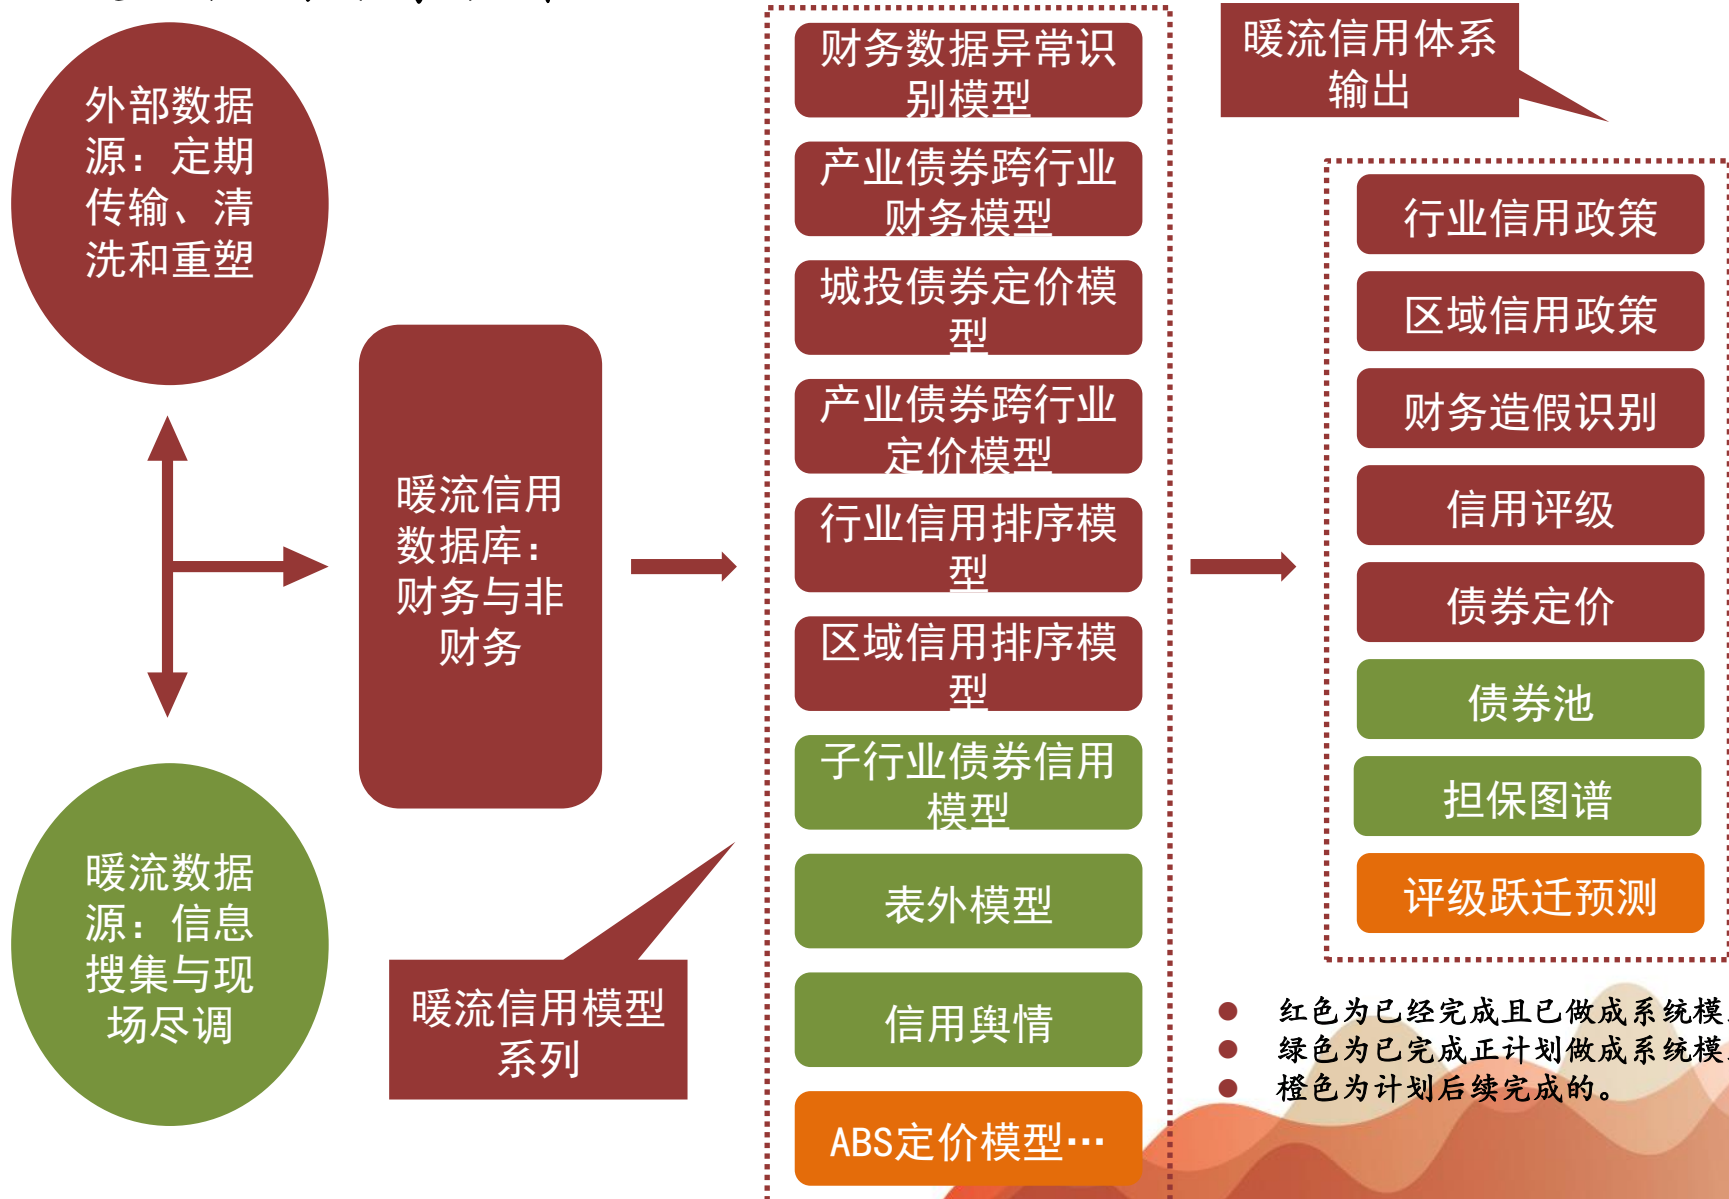 外部数据
源：定期
传输、清
洗和重塑
暖流数据
源：信息
搜集与现
场尽调
暖流信用
数据库：
财务与非
财务
暖流信用模型
系列
财务数据异常识
别模型
产业债券跨行业
财务模型
城投债券定价模
型
产业债券跨行业
定价模型
行业信用排序模
型
区域信用排序模
型
子行业债券信用
模型
表外模型
信用舆情
ABS定价模型…
暖流信用体系
输出
行业信用政策
区域信用政策
财务造假识别
信用评级
债券定价
债券池
担保图谱
评级跃迁预测
红色为已经完成且已做成系统模
绿色为已完成正计划做成系统模
橙色为计划后续完成的。